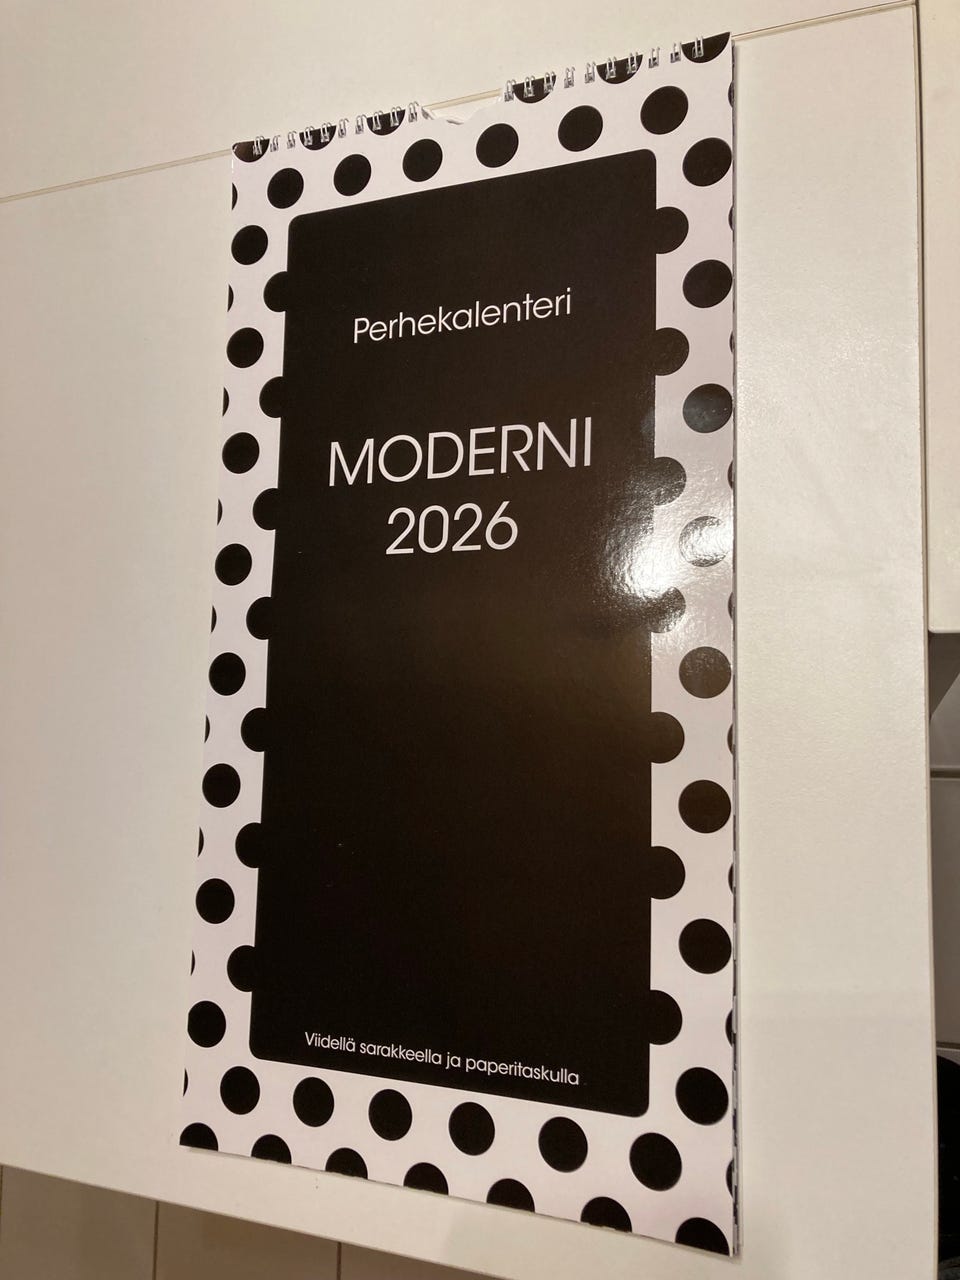 Perhekalenteri
MODERNI
2026
Viidellä sarakkeella ja paperitaskulla